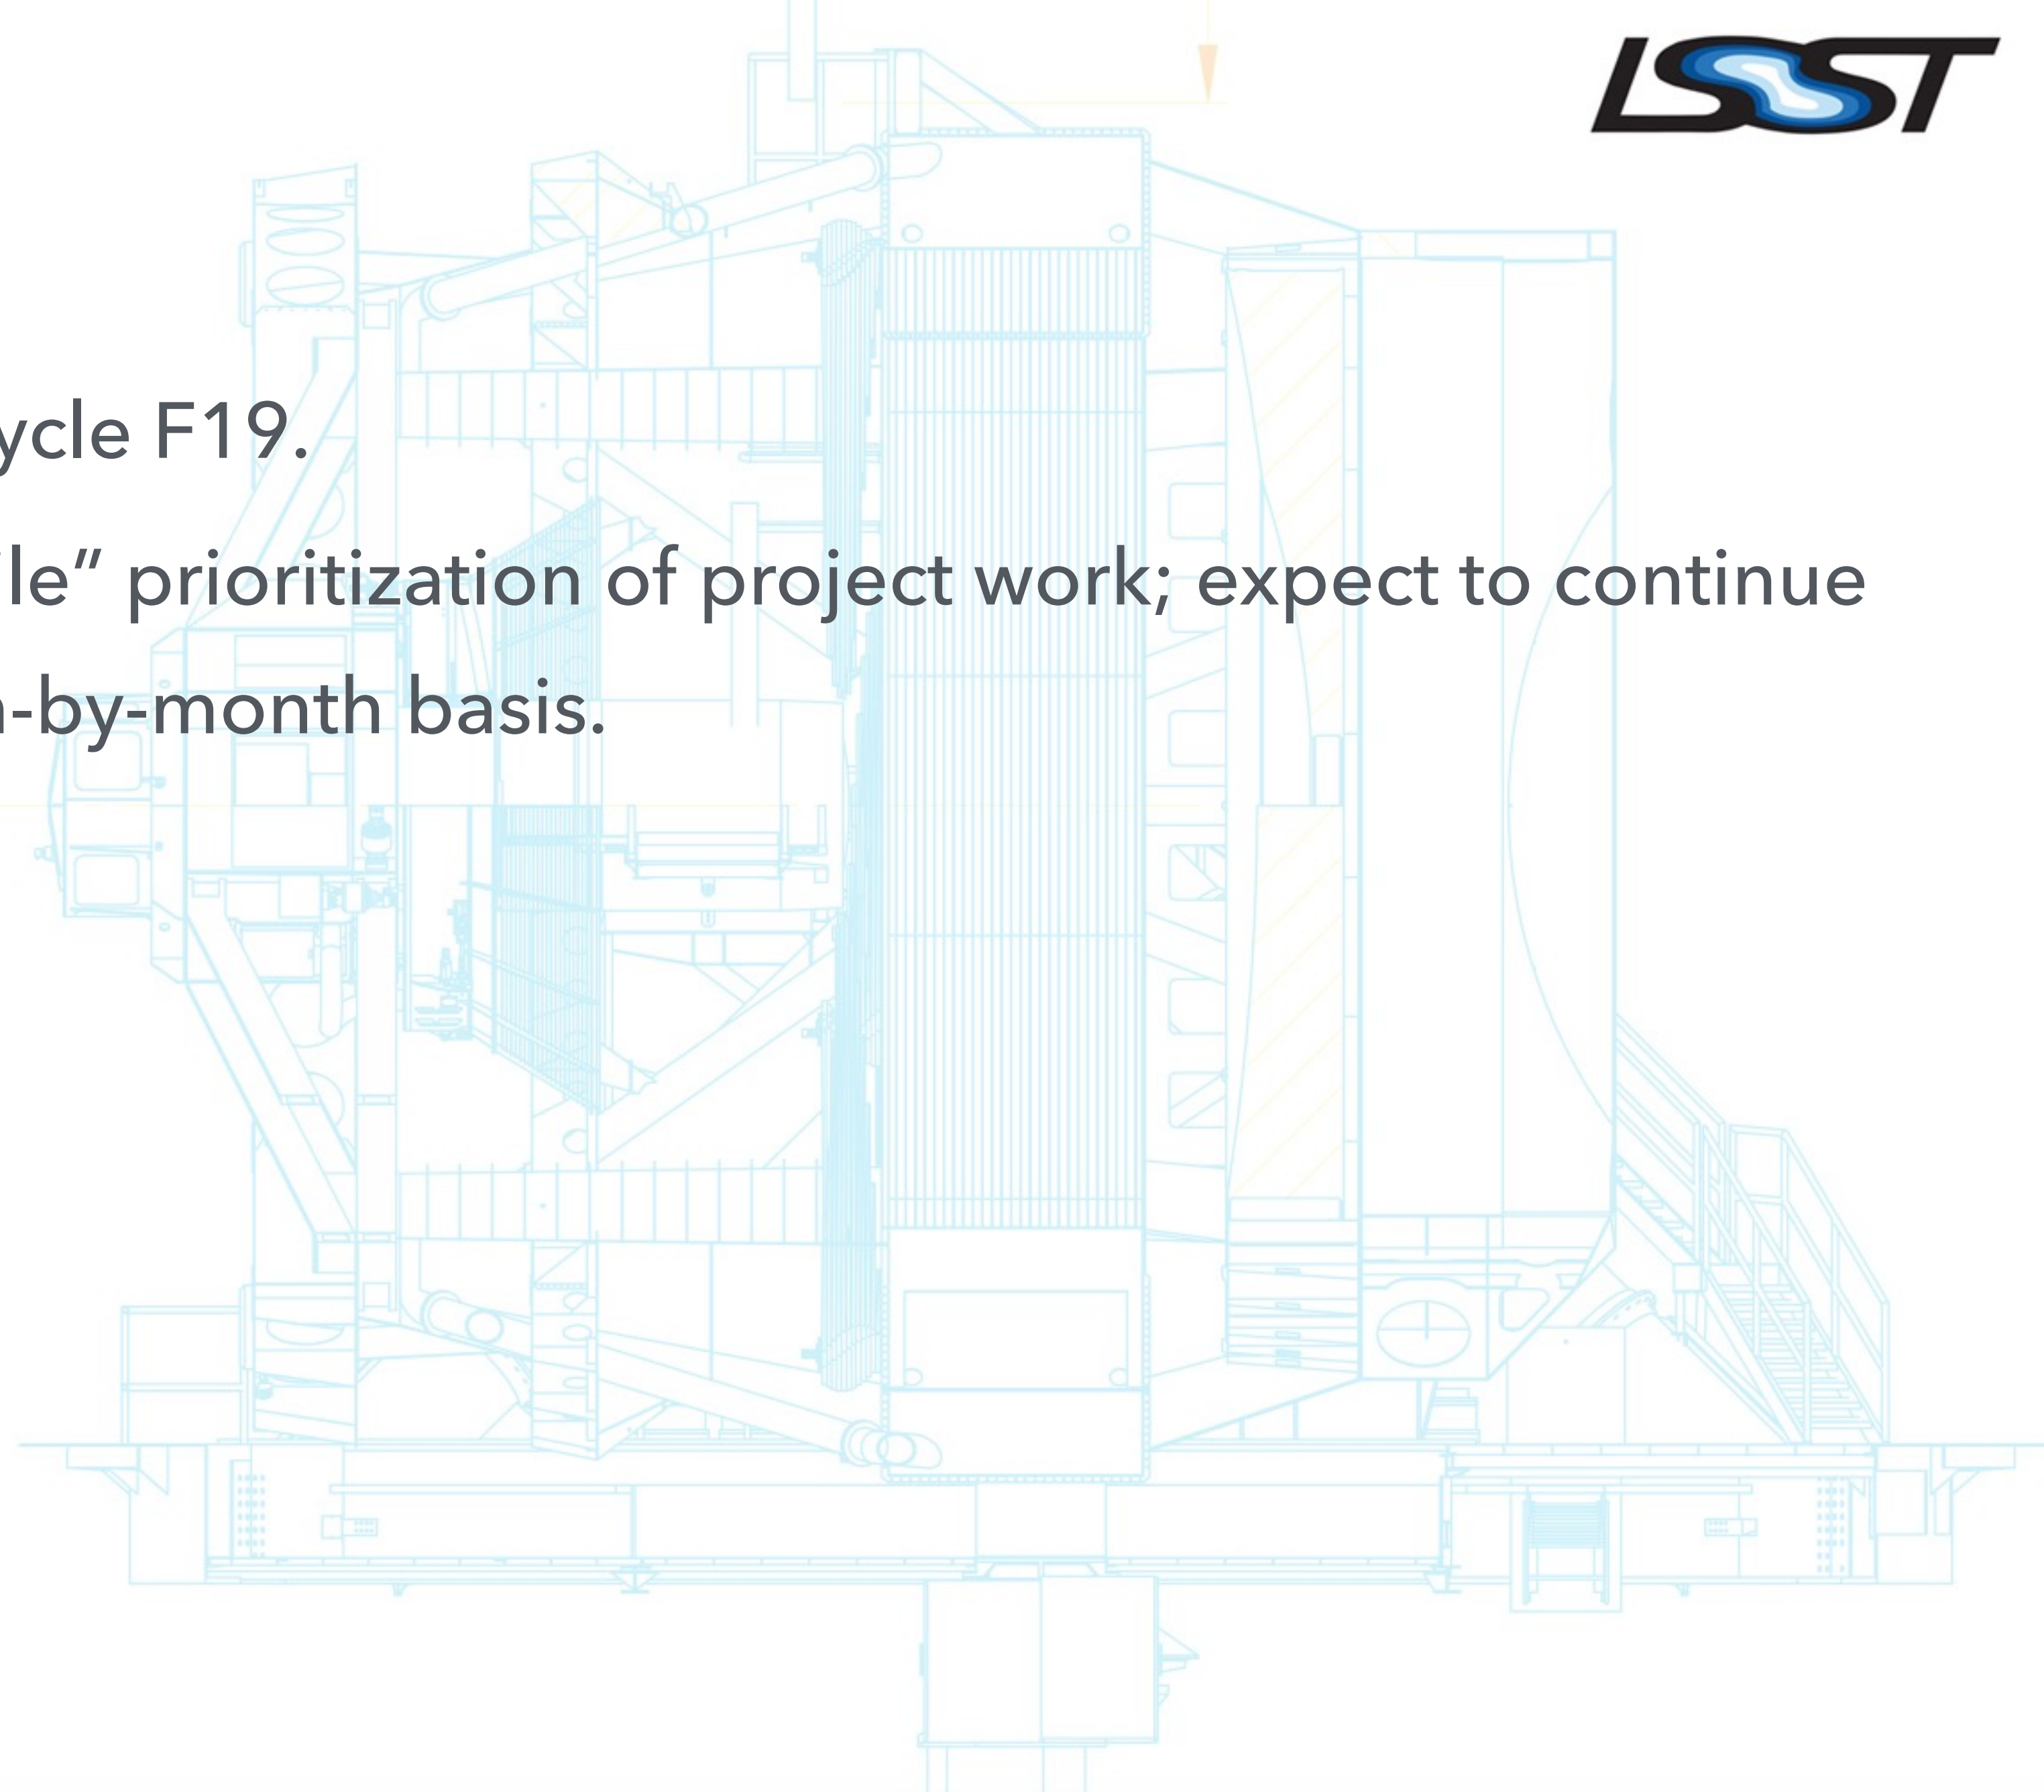 LSST
ycle F19.
le” prioritization of project work; expect to continue
-by-month basis.